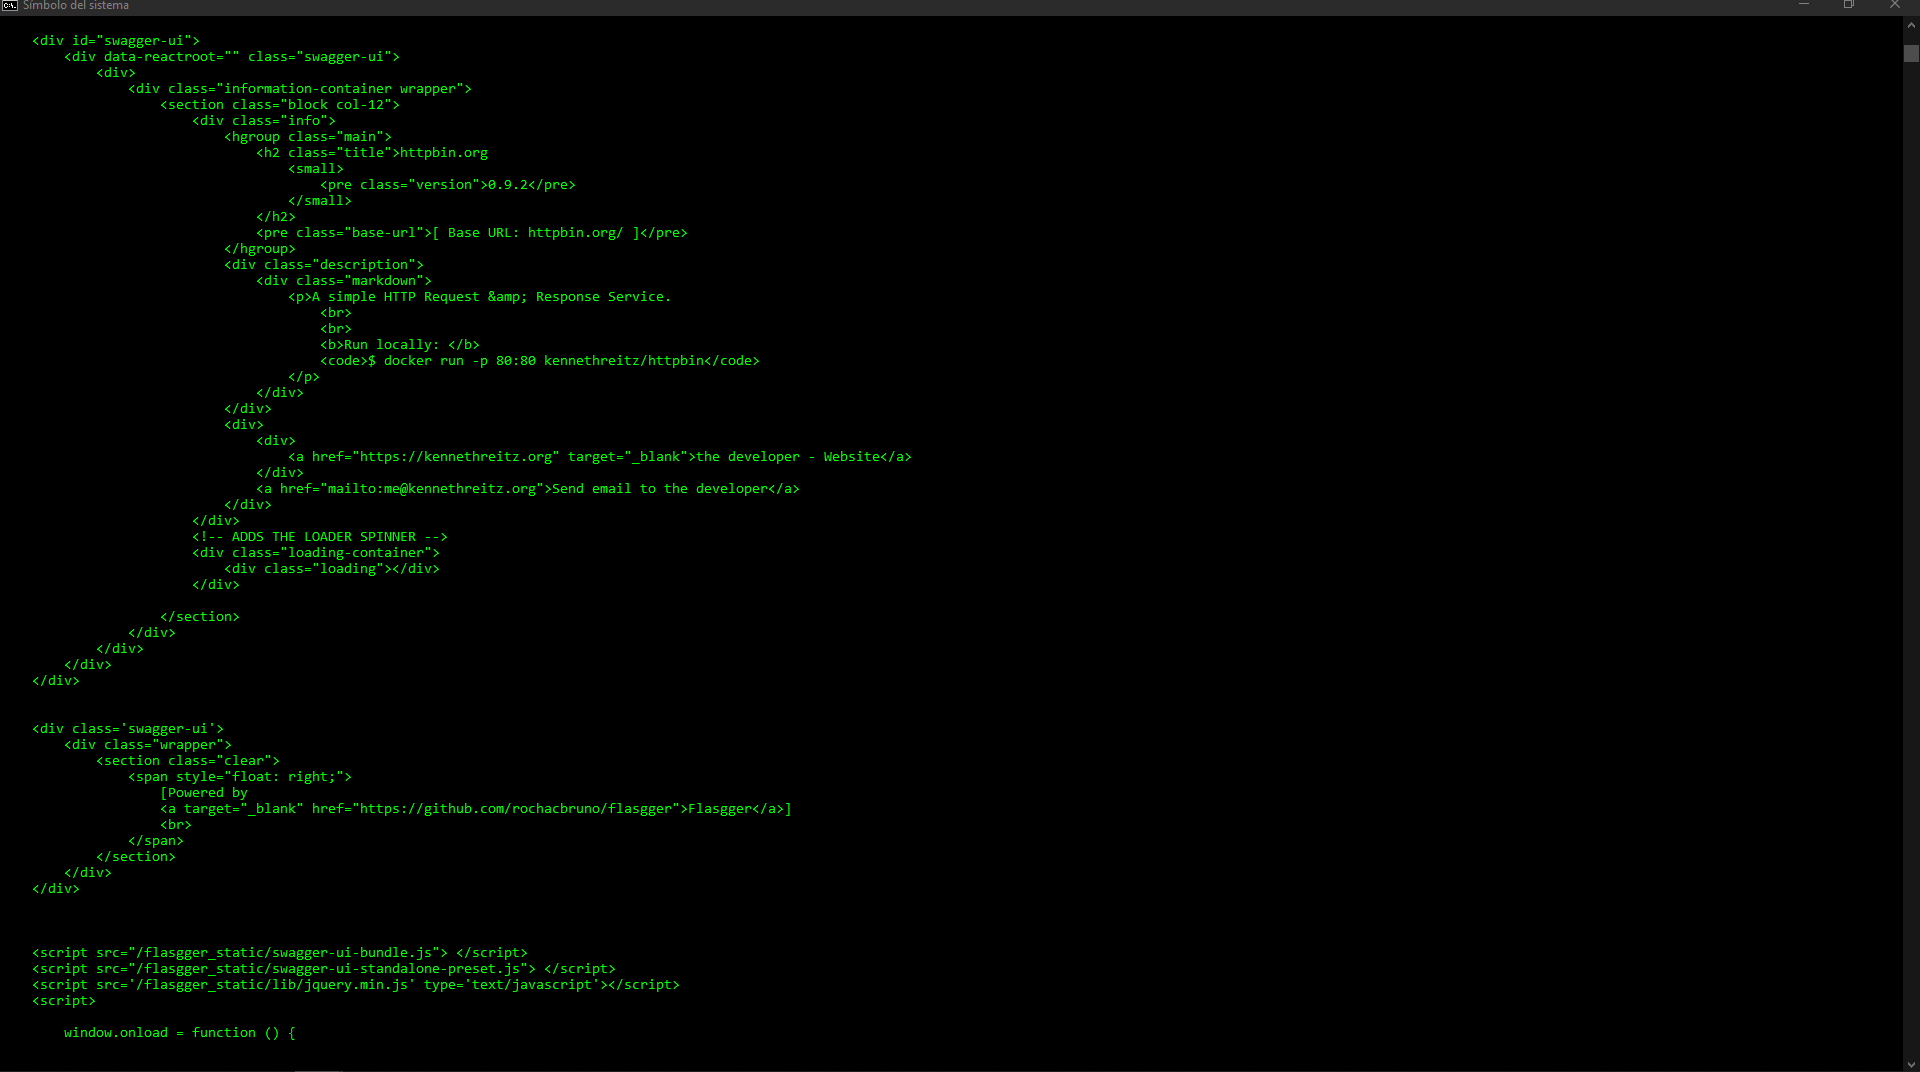 Símbolo del sistema
<div id="swagger-ui">
<div data-reactroot="" class="swagger-ui">
<div>
<div class="information-container wrapper">
<section class="block col-12">
<div class="info">
<hgroup class="main">
<h2 class="title">httpbin.org
<small>
<pre class="version">0.9.2</pre>
</small>
</h2>
<pre class="base-url">[ Base URL: httpbin.org/ ]</pre>
</hgroup>
<div class="description">
<div class="markdown">
<p>A simple HTTP Request &amp; Response Service.
<br>
<br>
<b>Run locally: </b>
<code>$ docker run -p 80:80 kennethreitz/httpbin</code>
</p>
</div>
</div>
<div>
<div>
<a href="https://kennethreitz.org" target="_blank">the developer - Website</a>
</div>
<a href="mailto:me@kennethreitz.org">Send email to the developer</a>
</div>
</div>
<!-- ADDS THE LOADER SPINNER -->
<div class="loading-container">
<div class="loading"></div>
</div>
</section>
</div>
</div>
</div>
</div>
<div class='swagger-ui'>
<div class="wrapper">
<section class="clear">
<span style="float: right;">
[Powered by
<a target="_blank" href="https://github.com/rochacbruno/flasgger">Flasgger</a>]
<br>
</span>
</section>
</div>
</div>
<script src="/flasgger_static/swagger-ui-bundle.js"> </script>
<script src="/flasgger_static/swagger-ui-standalone-preset.js"> </script>
<script src='/flasgger_static/lib/jquery.min.js' type='text/javascript'></script>
<script>
window.onload = function () {